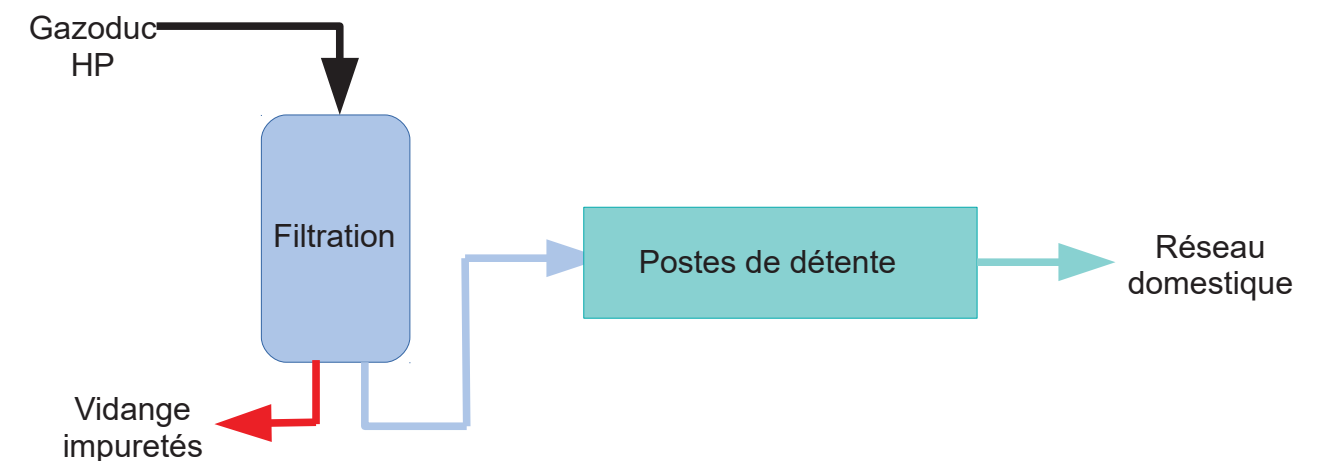 Gazoduc
HP
Filtration
Postes de détente
Réseau
domestique
Vidange
impuretés